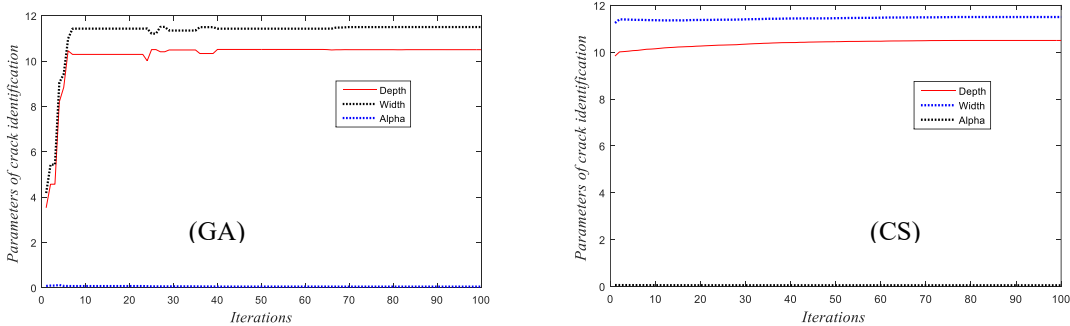 Parameters of crack identification
12
10
8
6
4
2
0
Depth
Width
Alpha
(GA)
0 10 20 30 40 50 60 70 80 90 100
Iterations
Parameters of crack identification
12
10
8
6
4
2
0
Depth
Width
Alpha
(CS)
0 10 20 30 40 50 60 70 80 90 100
Iterations